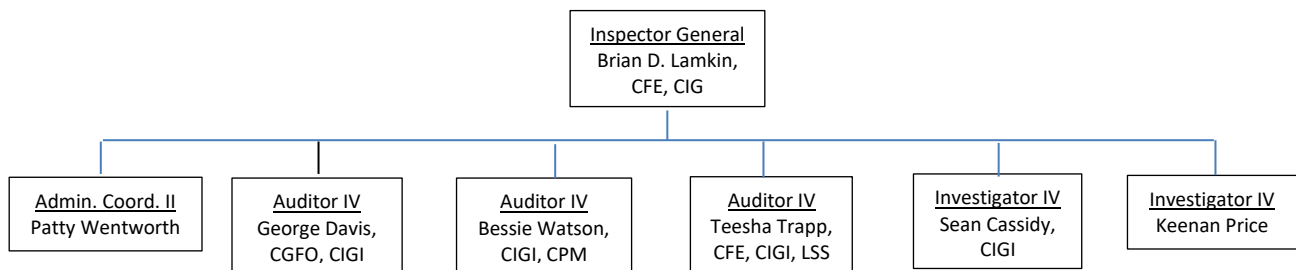 Inspector General
Brian D. Lamkin,
CFE, CIG
Admin. Coord. II
Patty Wentworth
Auditor IV
George Davis,
CGFO, CIGI
Auditor IV
Bessie Watson,
CIGI, CPM
Auditor IV
Teesha Trapp,
CFE, CIGI, LSS
Investigator IV
Sean Cassidy,
CIGI
Investigator IV
Keenan Price